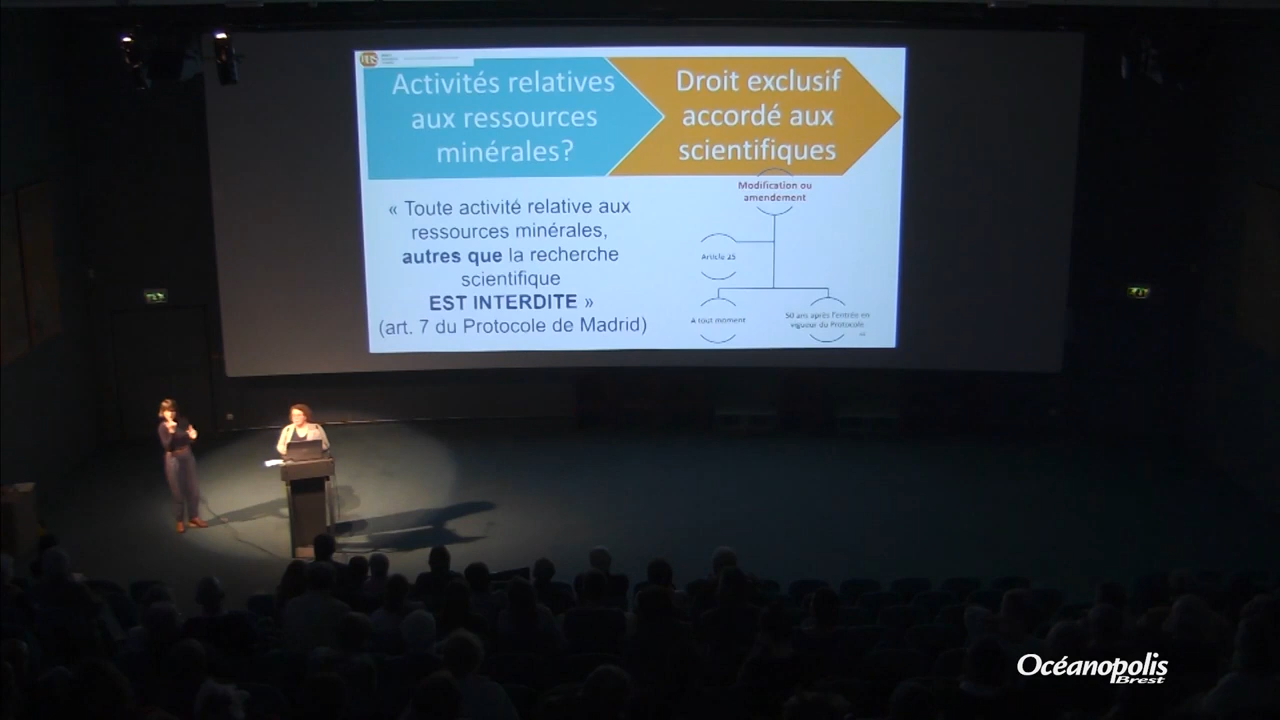 Activités relatives
aux ressources
minérales?
Droit exclusif
accordé aux
scientifiques
« Toute activité relative aux
ressources minérales,
autres que la recherche
scientifique
EST INTERDITE »
(art. 7 du Protocole de Madrid)
Modification ou
amendement
Article 25
A tout moment
50 ans après l'entrée en
vigueur du Protocole
Océanopolis
Brest